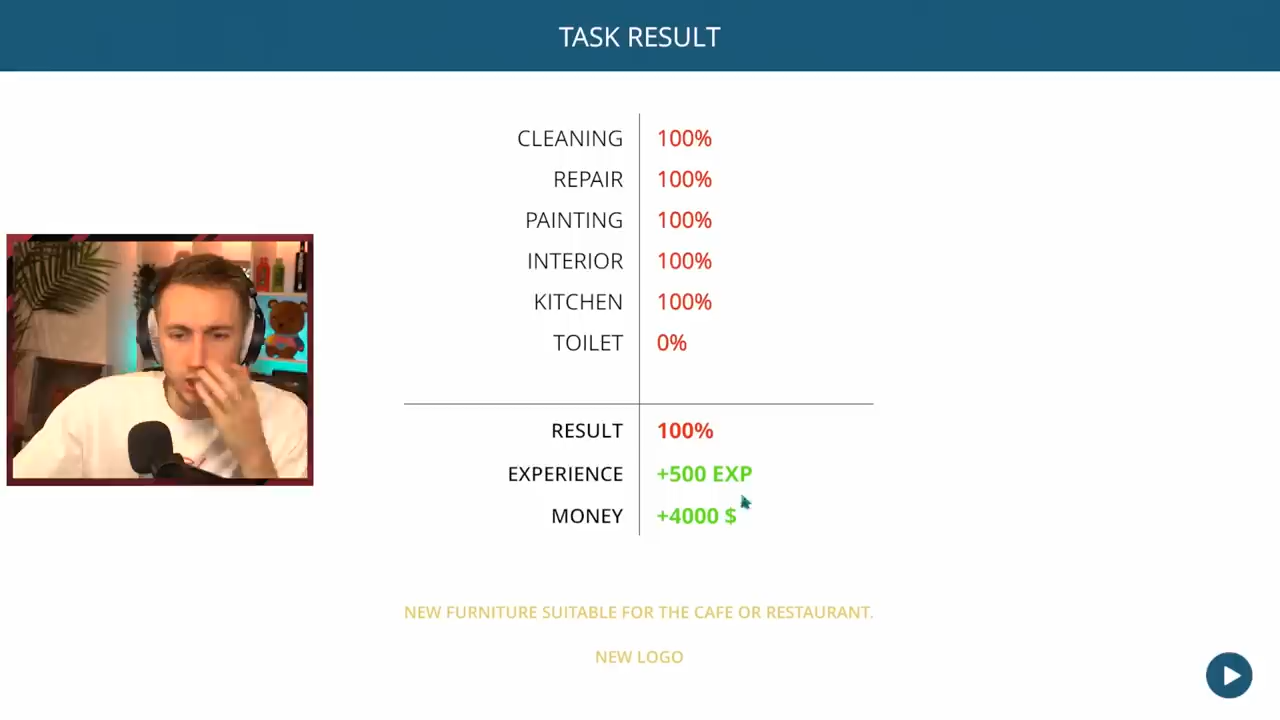 TASK RESULT
CLEANING 100%
REPAIR 100%
PAINTING 100%
INTERIOR 100%
KITCHEN 100%
TOILET 0%
RESULT 100%
EXPERIENCE +500 EXP
MONEY +4000 $
NEW FURNITURE SUITABLE FOR THE CAFE OR RESTAURANT.
NEW LOGO